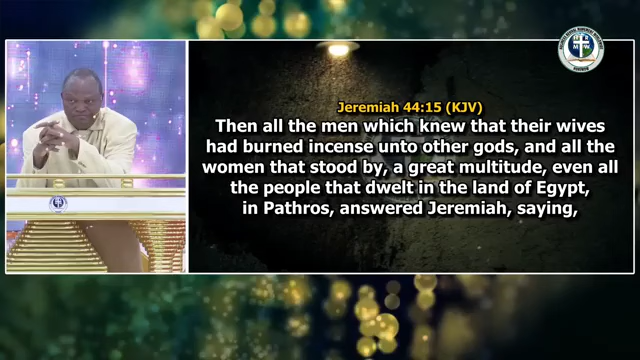 Jeremiah 44:15 (KJV)
Then all the men which knew that their wives
had burned incense unto other gods, and all the
women that stood by, a great multitude, even all
the people that dwelt in the land of Egypt,
in Pathros, answered Jeremiah, saying,